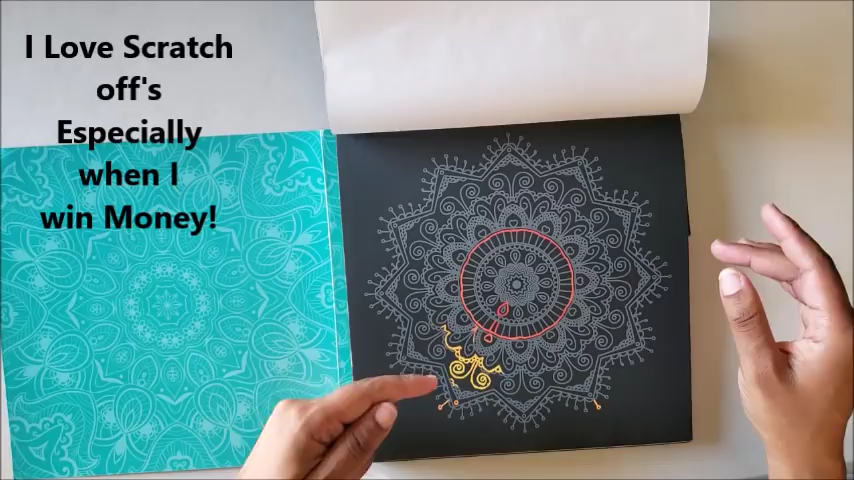 I Love Scratch
off's
Especially
when I
win Money!